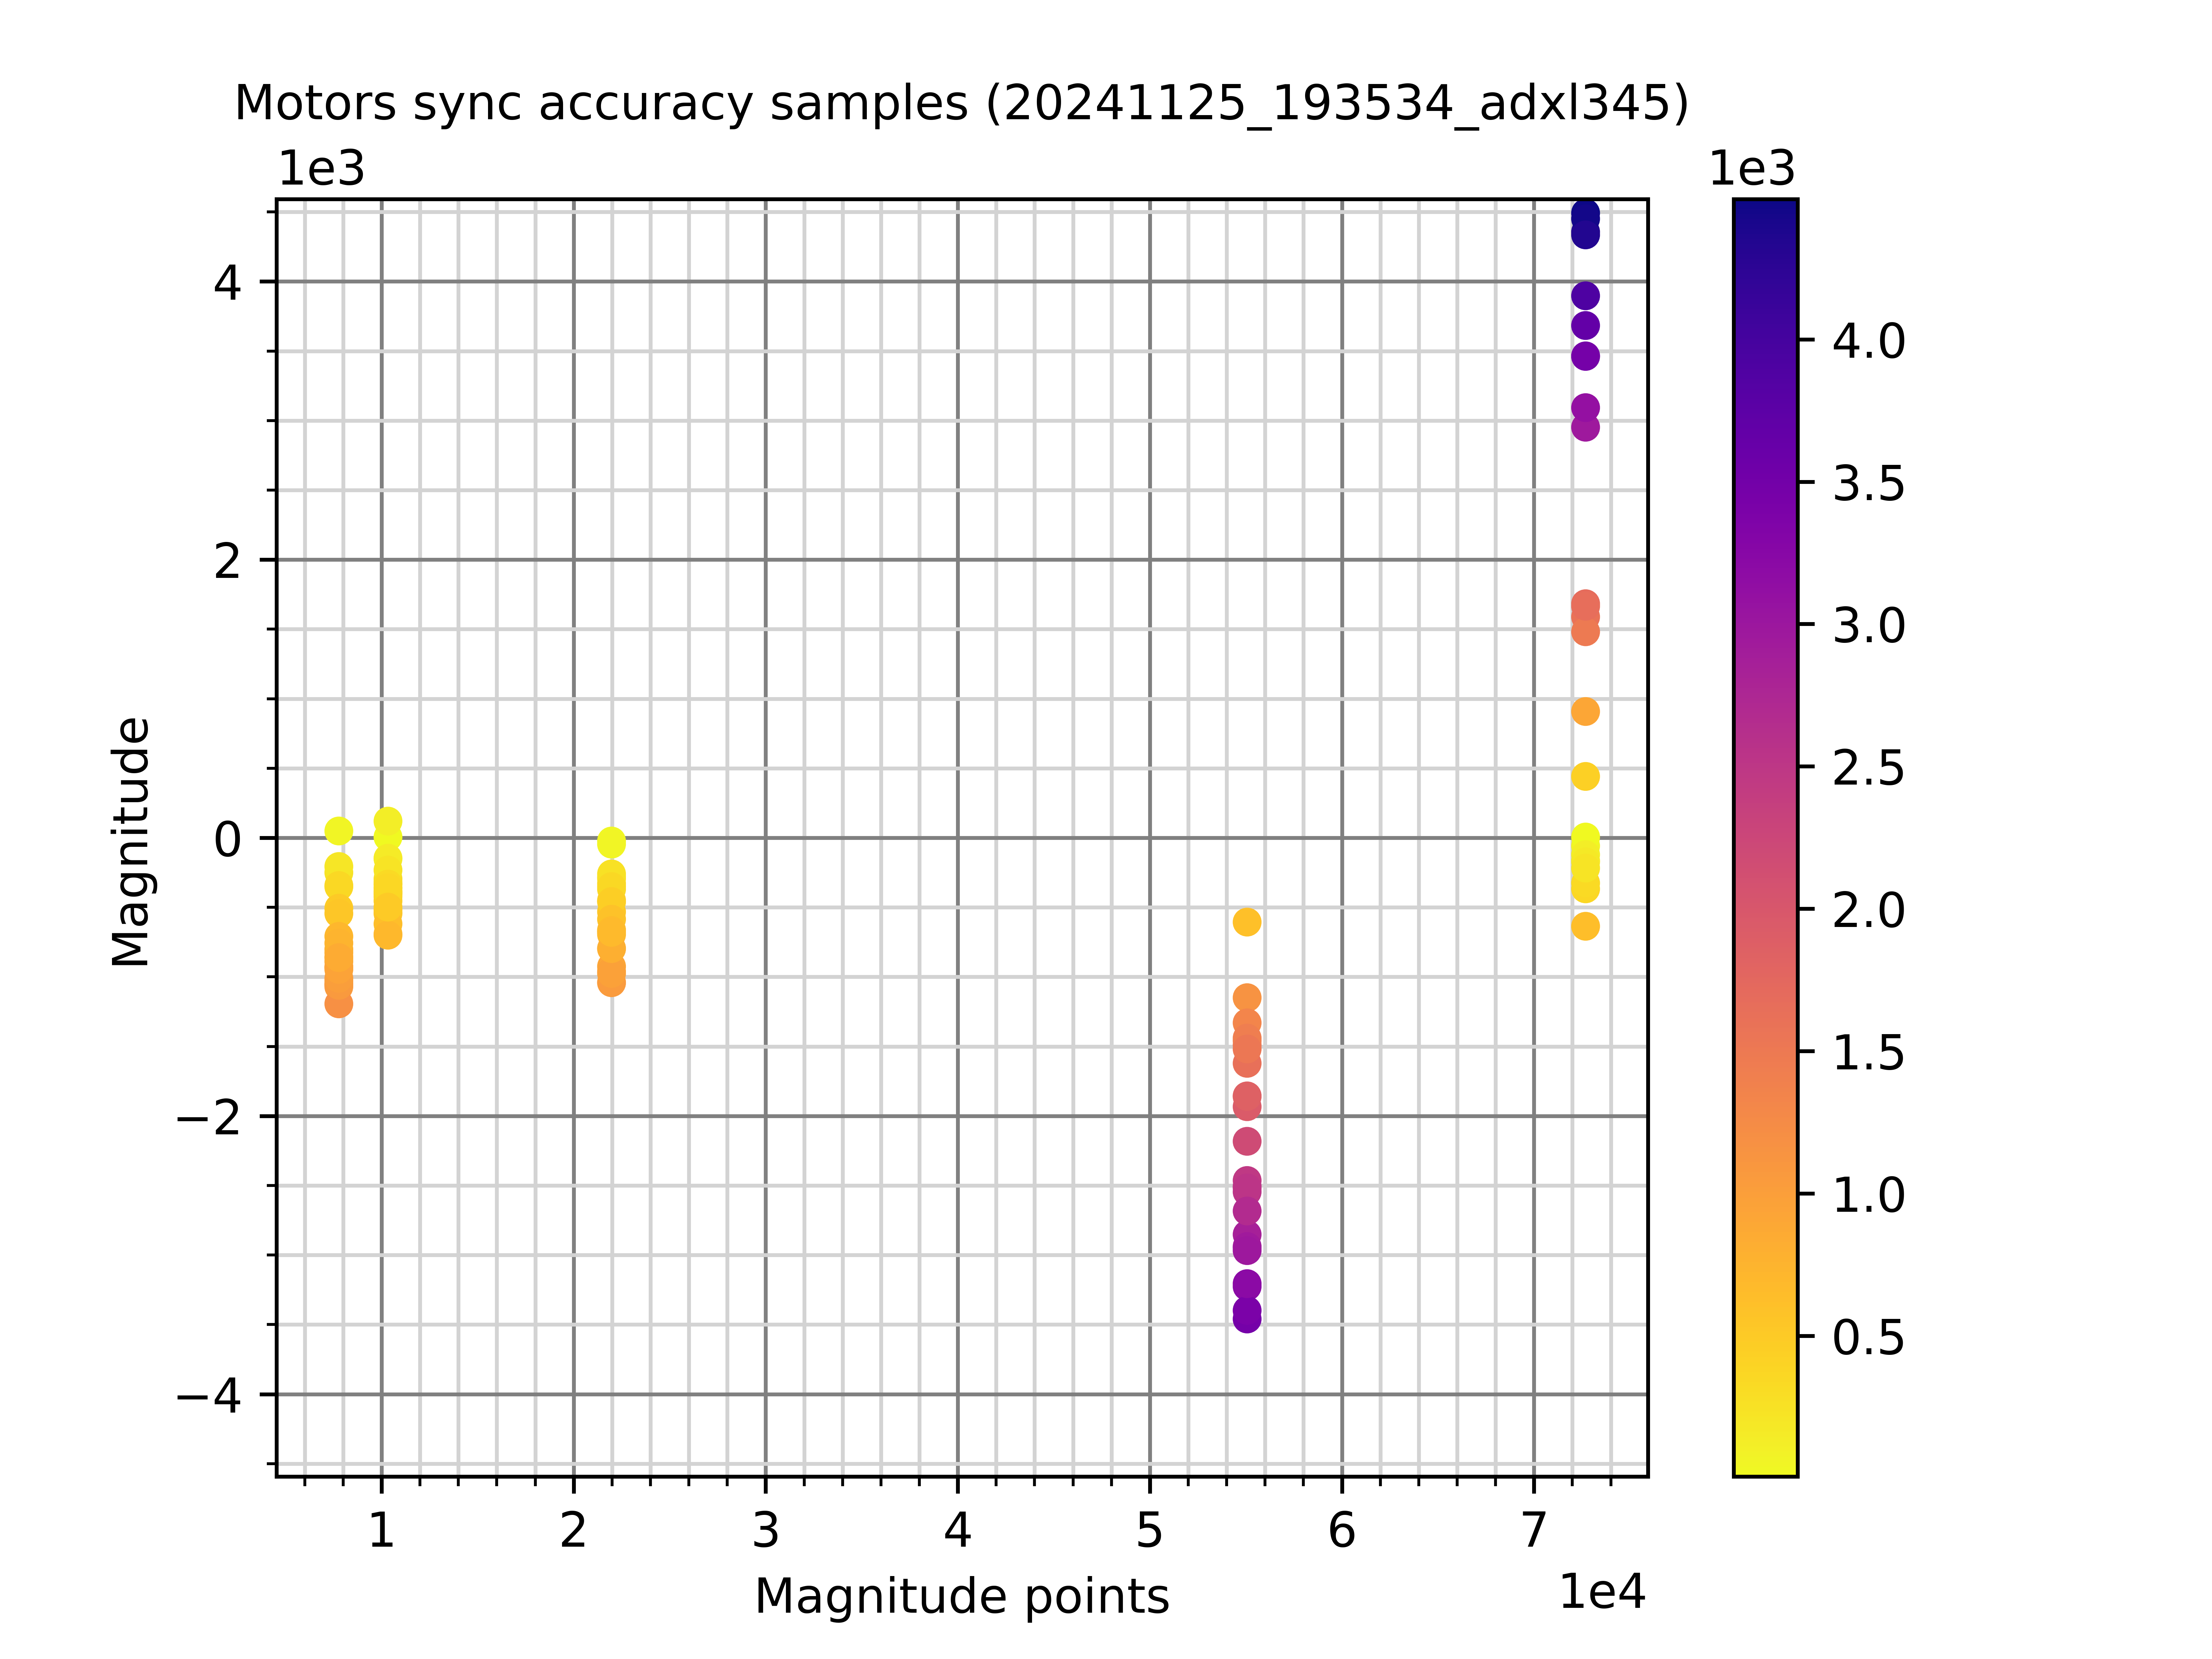 Motors sync accuracy samples (20241125_193534_adxl345)
1e3
1e3
4
2
0
−2
−4
Magnitude
1 2 3 4 5 6 7
Magnitude points
1e4
4.0
3.5
3.0
2.5
2.0
1.5
1.0
0.5